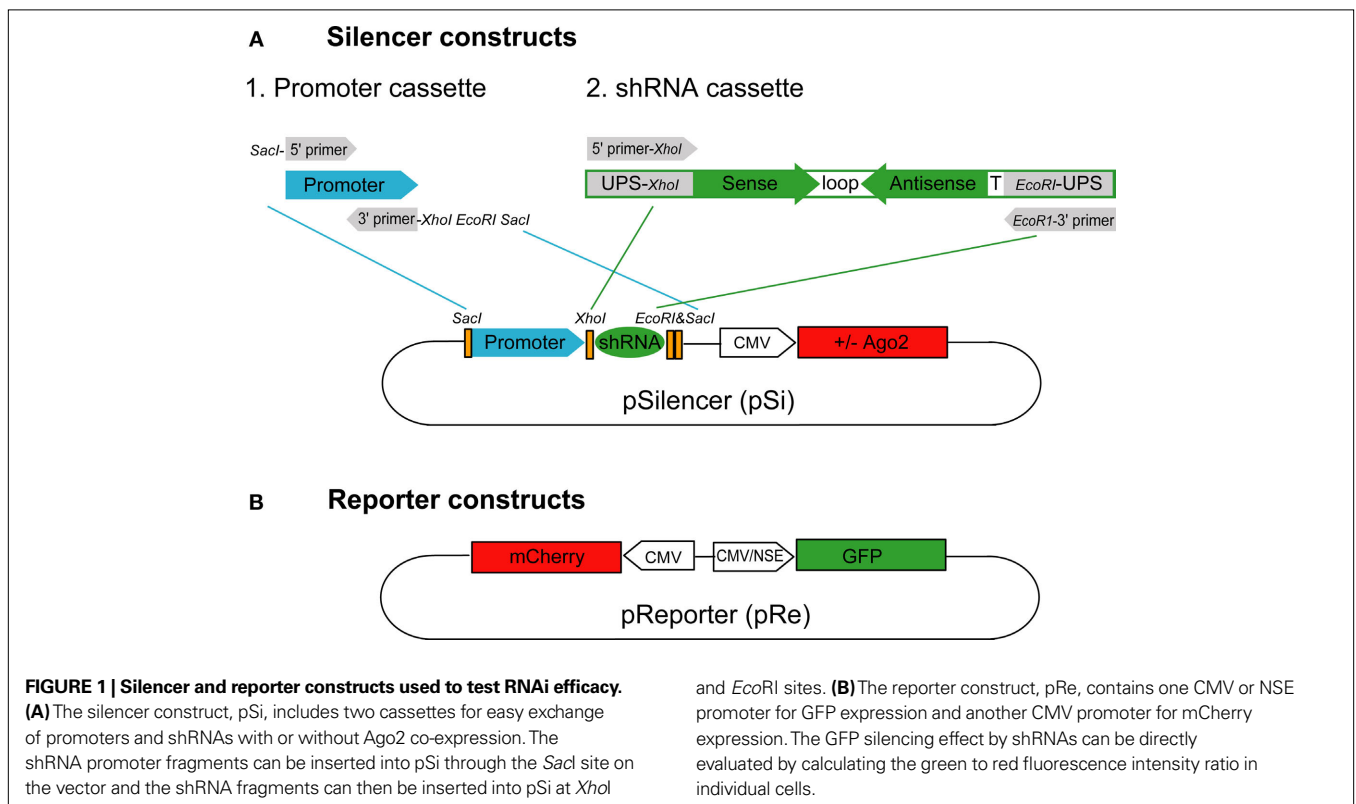 A Silencer constructs
1. Promoter cassette
2. shRNA cassette
SacI- 5' primer
Promoter
3' primer-XhoI EcoRI SacI
5' primer-XhoI
UPS-XhoI Sense loop Antisense T EcoRI-UPS
EcoR1-3' primer
SacI XhoI EcoRI&SacI
Promoter shRNA CMV +/- Ago2
pSilencer (pSi)
B Reporter constructs
mCherry CMV CMV/NSE GFP
pReporter (pRe)
FIGURE 1 | Silencer and reporter constructs used to test RNAi efficacy.
(A) The silencer construct, pSi, includes two cassettes for easy exchange
of promoters and shRNAs with or without Ago2 co-expression. The
shRNA promoter fragments can be inserted into pSi through the SacI site on
the vector and the shRNA fragments can then be inserted into pSi at XhoI
and EcoRI sites. (B) The reporter construct, pRe, contains one CMV or NSE
promoter for GFP expression and another CMV promoter for mCherry
expression. The GFP silencing effect by shRNAs can be directly
evaluated by calculating the green to red fluorescence intensity ratio in
individual cells.